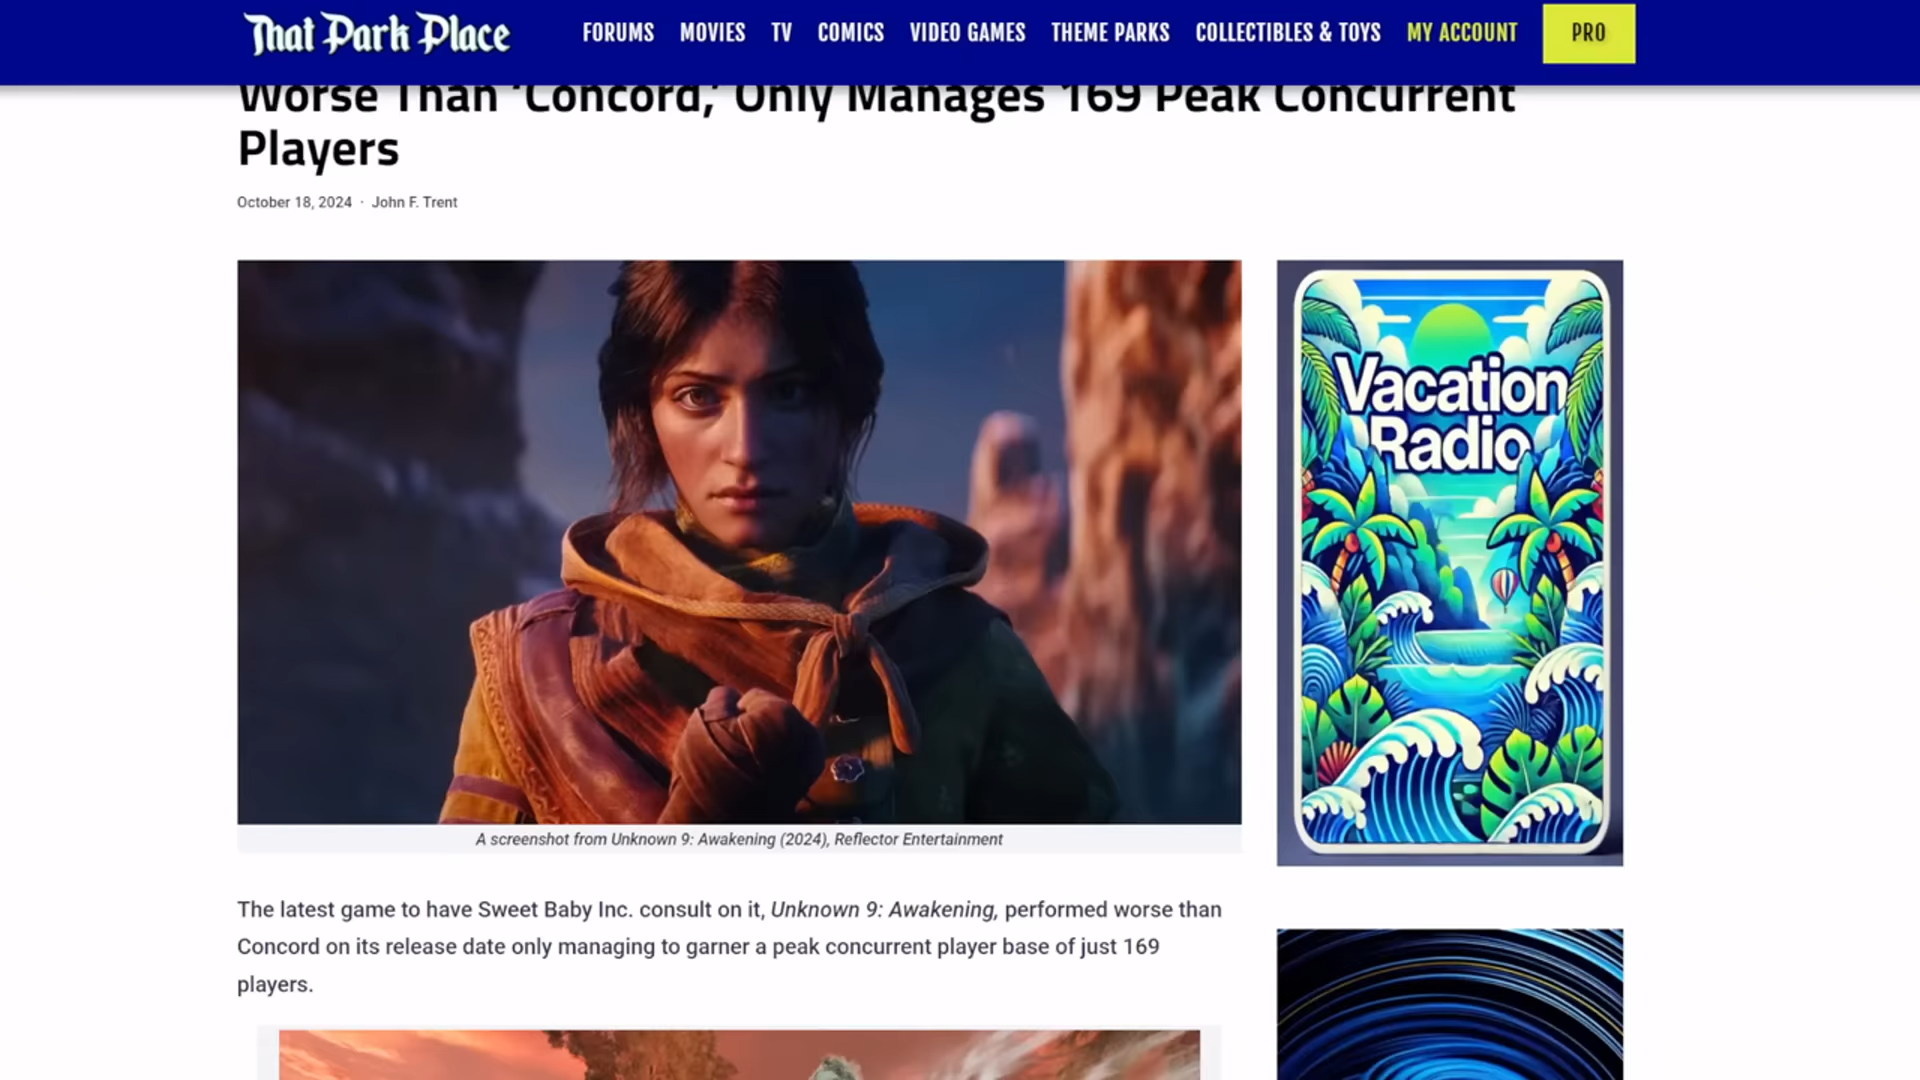 That Park Place
FORUMS MOVIES TV COMICS VIDEO GAMES THEME PARKS COLLECTIBLES & TOYS MY ACCOUNT PRO
Worse Than 'Concord,' Only Manages 169 Peak Concurrent
Players
October 18, 2024 · John F. Trent
Vacation
Radio
A screenshot from Unknown 9: Awakening (2024), Reflector Entertainment
The latest game to have Sweet Baby Inc. consult on it, Unknown 9: Awakening, performed worse than
Concord on its release date only managing to garner a peak concurrent player base of just 169
players.